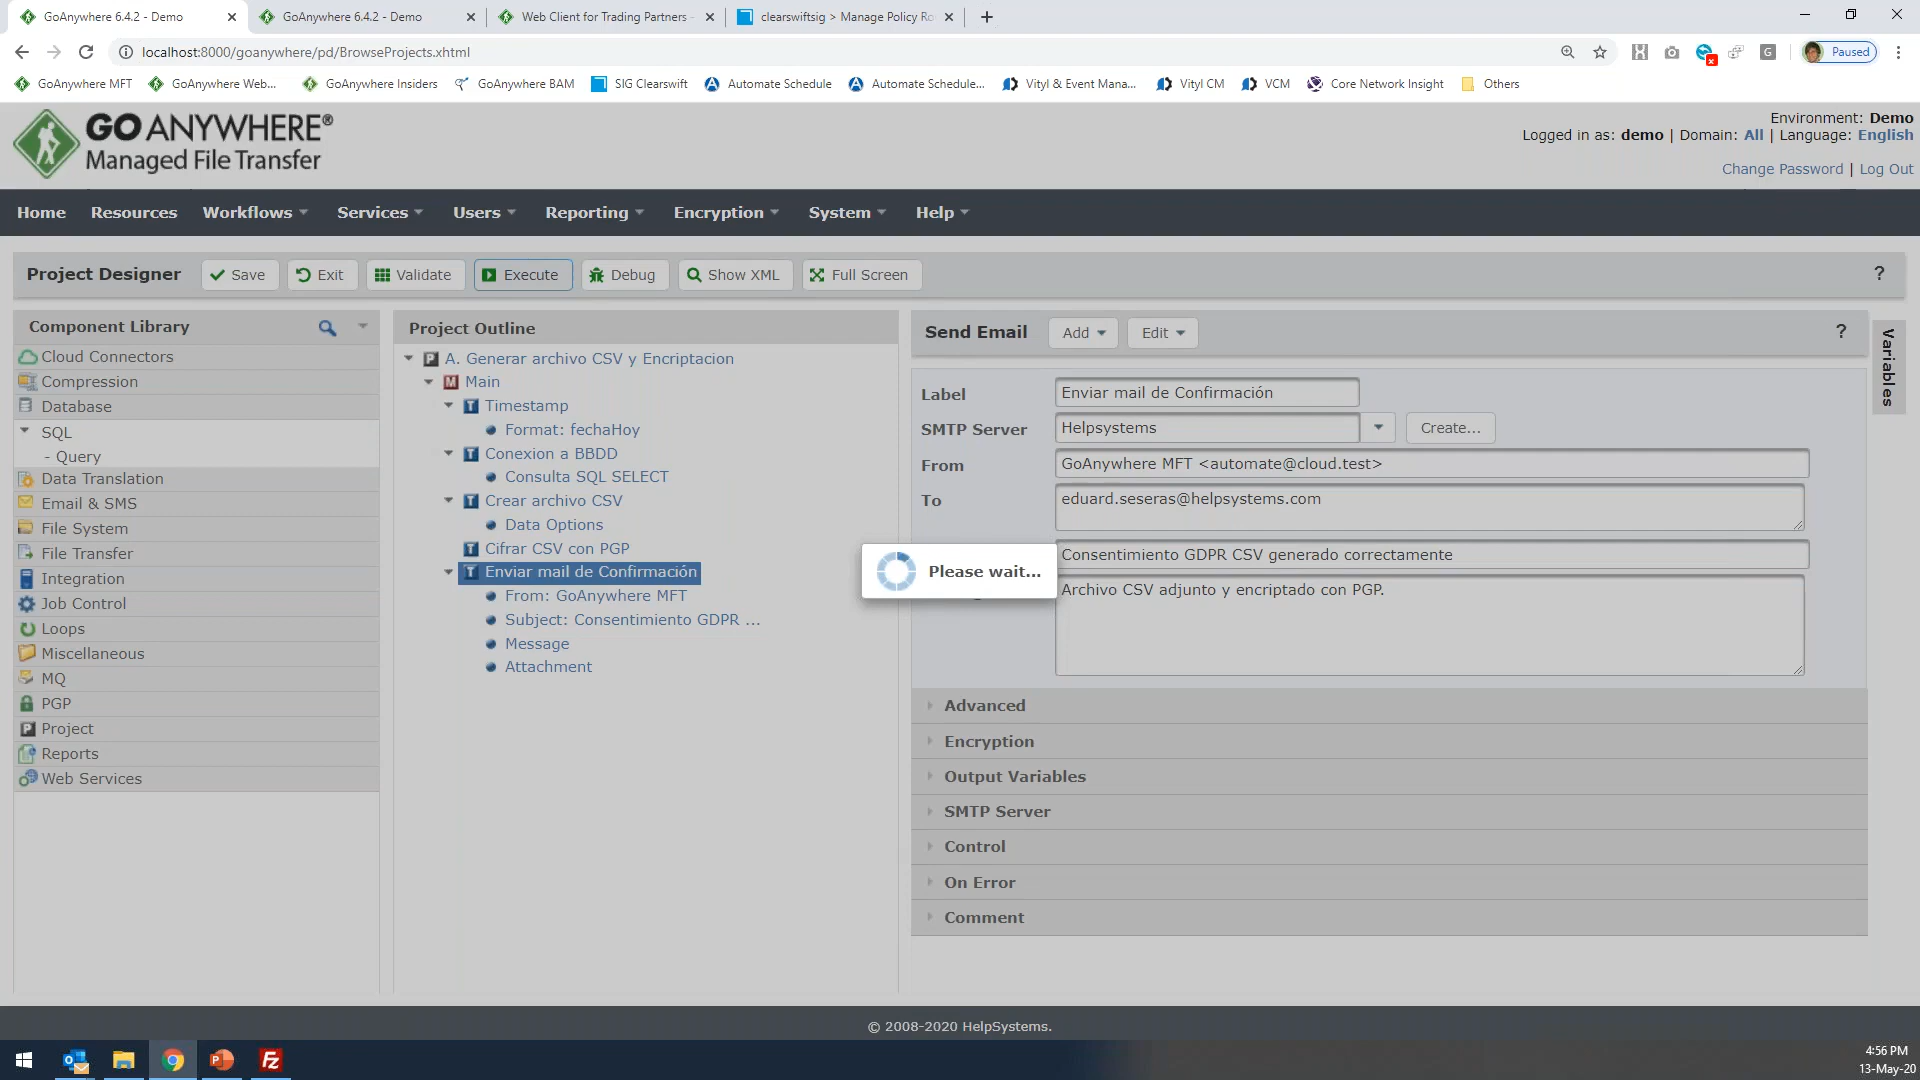 GoAnywhere 6.4.2 - Demo
GoAnywhere 6.4.2 - Demo
Web Client for Trading Partners -
clearswiftsig > Manage Policy Ro
localhost:8000/goanywhere/pd/BrowseProjects.xhtml
Paused
GoAnywhere MFT
GoAnywhere Web...
GoAnywhere Insiders
GoAnywhere BAM
SIG Clearswift
Automate Schedule
Automate Schedule...
Vityl & Event Mana...
Vityl CM
VCM
Core Network Insight
Others
GO ANYWHERE®
Managed File Transfer
Environment: Demo
Logged in as: demo | Domain: All | Language: English
Change Password | Log Out
Home Resources Workflows Services Users Reporting Encryption System Help
Project Designer Save Exit Validate Execute Debug Show XML Full Screen ?
Component Library
Cloud Connectors
Compression
Database
SQL
- Query
Data Translation
Email & SMS
File System
File Transfer
Integration
Job Control
Loops
Miscellaneous
MQ
PGP
Project
Reports
Web Services
Project Outline
A. Generar archivo CSV y Encriptacion
Main
Timestamp
Format: fechaHoy
Conexion a BBDD
Consulta SQL SELECT
Crear archivo CSV
Data Options
Cifrar CSV con PGP
Enviar mail de Confirmación
From: GoAnywhere MFT
Subject: Consentimiento GDPR ...
Message
Attachment
Send Email Add Edit ?
Label Enviar mail de Confirmación
SMTP Server Helpsystems Create...
From GoAnywhere MFT <automate@cloud.test>
To eduard.seseras@helpsystems.com
Consentimiento GDPR CSV generado correctamente
Please wait...
Archivo CSV adjunto y encriptado con PGP.
Advanced
Encryption
Output Variables
SMTP Server
Control
On Error
Comment
Variables
© 2008-2020 HelpSystems.
4:56 PM
13-May-20